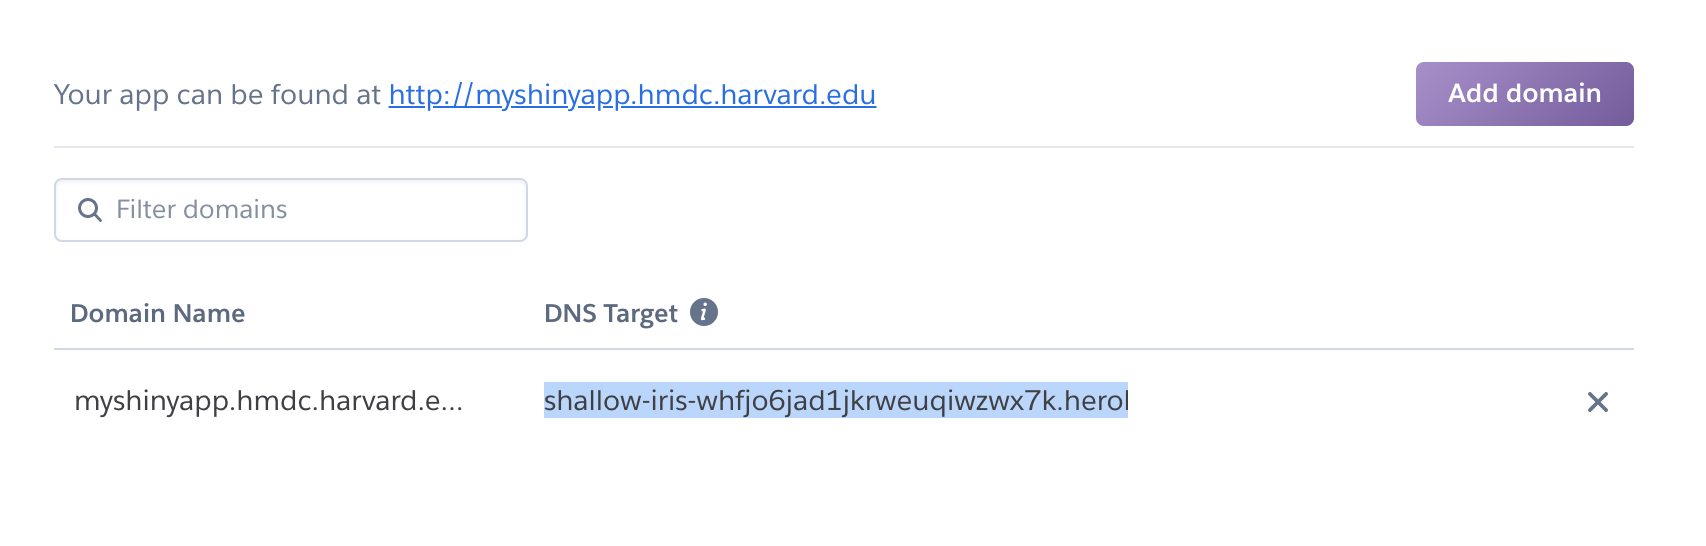 Your app can be found at http://myshinyapp.hmdc.harvard.edu
Add domain
Filter domains
Domain Name
DNS Target i
myshinyapp.hmdc.harvard.e...
shallow-iris-whfjo6jad1jkrweuqiwzwx7k.herol